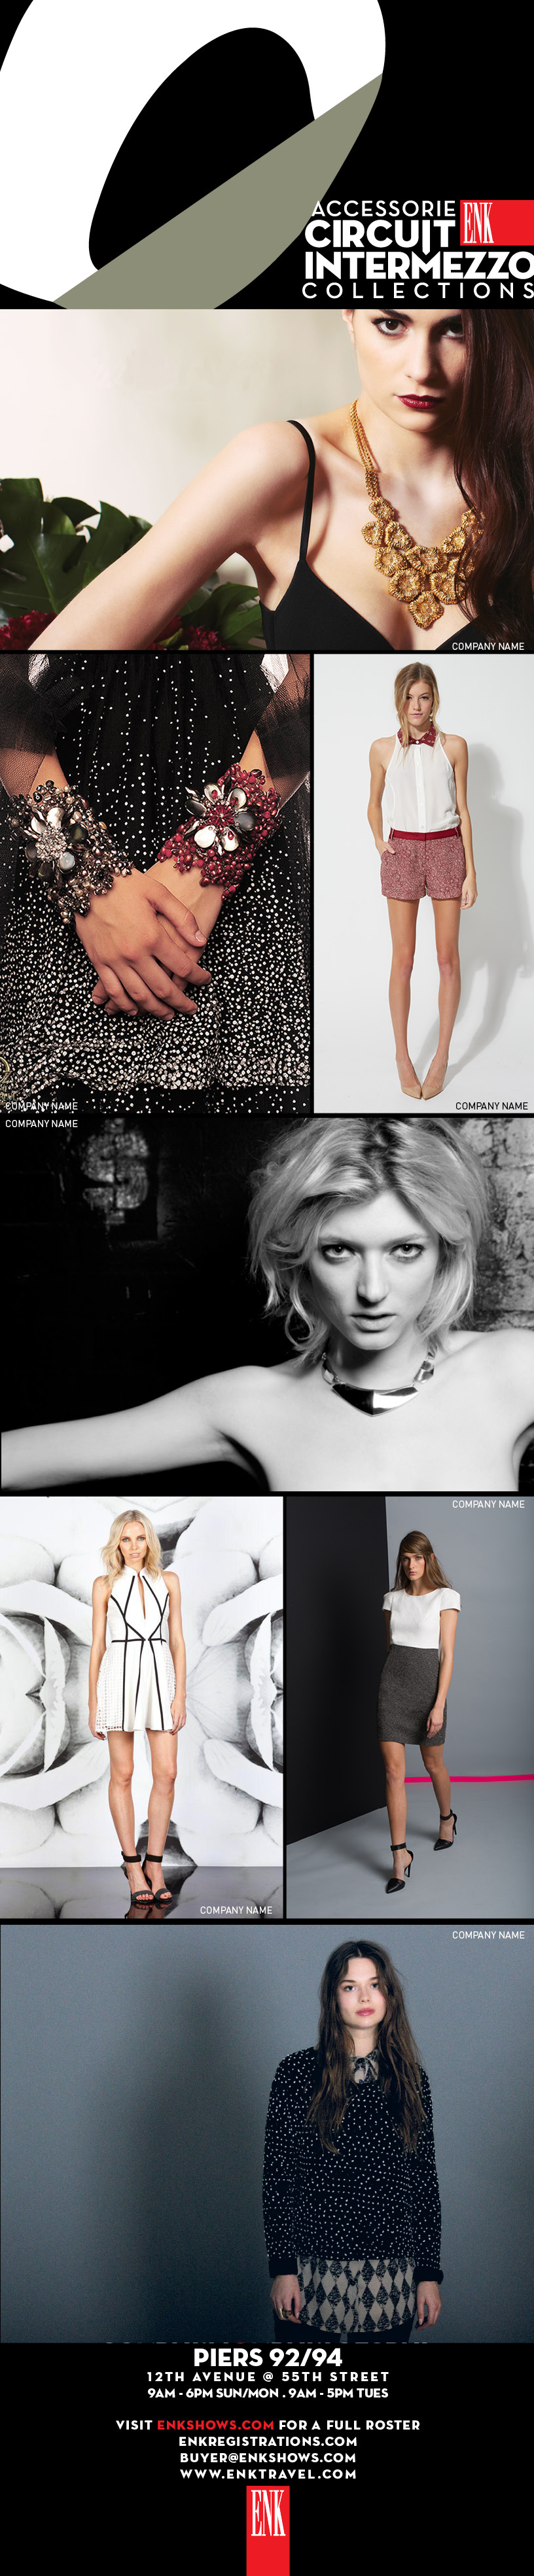 ACCESSORIE
CIRCUIT
ENK
INTERMEZZO
COLLECTIONS
COMPANY NAME
COMPANY NAME
COMPANY NAME
COMPANY NAME
COMPANY NAME
COMPANY NAME
COMPANY NAME
PIERS 92/94
12TH AVENUE @ 55TH STREET
9AM - 6PM SUN/MON . 9AM - 5PM TUES
VISIT ENKSHOWS.COM FOR A FULL ROSTER
ENKREGISTRATIONS.COM
BUYER@ENKSHOWS.COM
WWW.ENKTRAVEL.COM
ENK